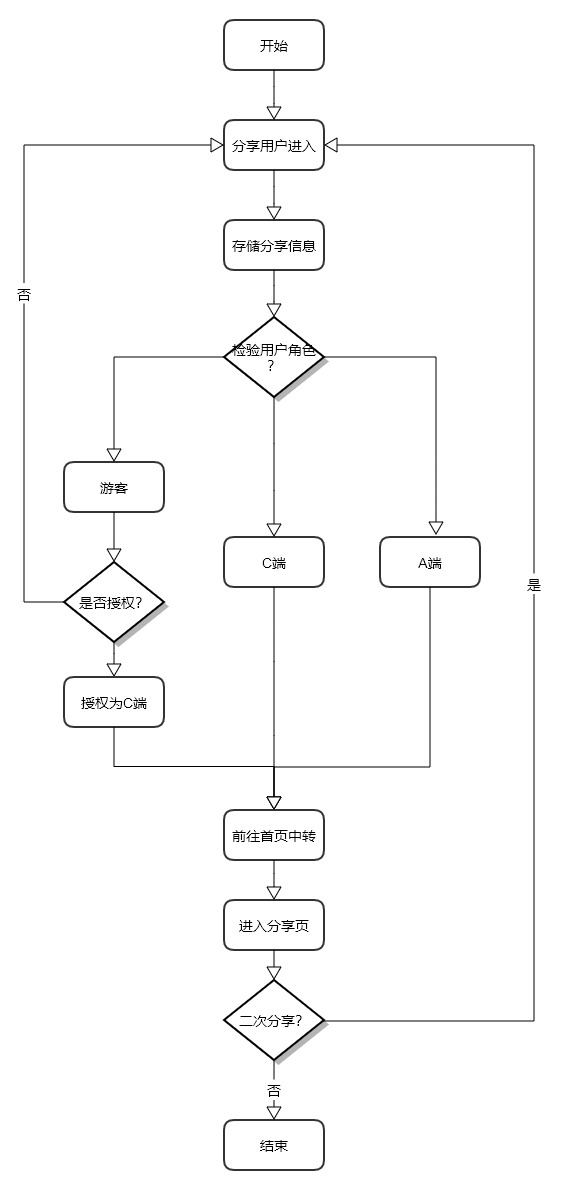 开始
分享用户进入
存储分享信息
否
检验用户角色
？
游客
C端
A端
是
是否授权？
授权为C端
前往首页中转
进入分享页
二次分享？
否
结束